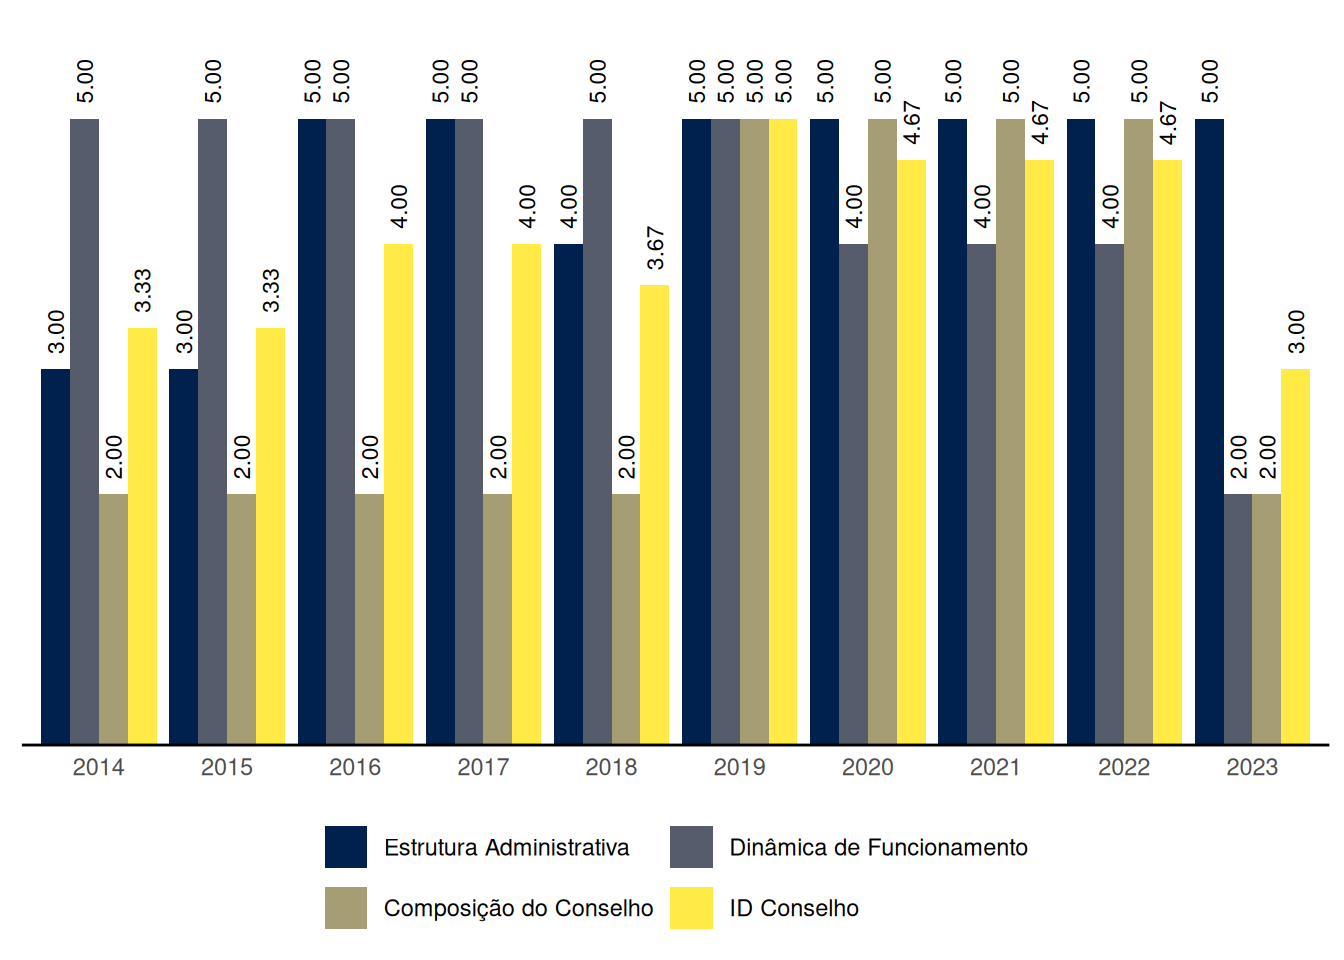 5.00 5.00 5.00 5.00 5.00 5.00 5.00 5.00 5.00 5.00 5.00 5.00 5.00 5.00 5.00 5.00 5.00 5.00 5.00
4.67 4.67 4.67
4.00 4.00 4.00 4.00 4.00 4.00
3.67
3.33 3.33
3.00 3.00 3.00
2.00 2.00 2.00 2.00 2.00 2.00 2.00
2014 2015 2016 2017 2018 2019 2020 2021 2022 2023
Estrutura Administrativa Dinâmica de Funcionamento
Composição do Conselho ID Conselho